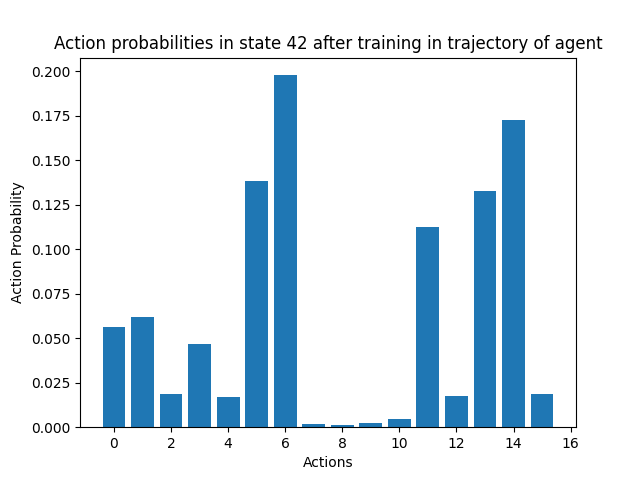 Action probabilities in state 42 after training in trajectory of agent
0.200
0.175
0.150
0.125
0.100
0.075
0.050
0.025
0.000
Action Probability
0 2 4 6 8 10 12 14 16
Actions